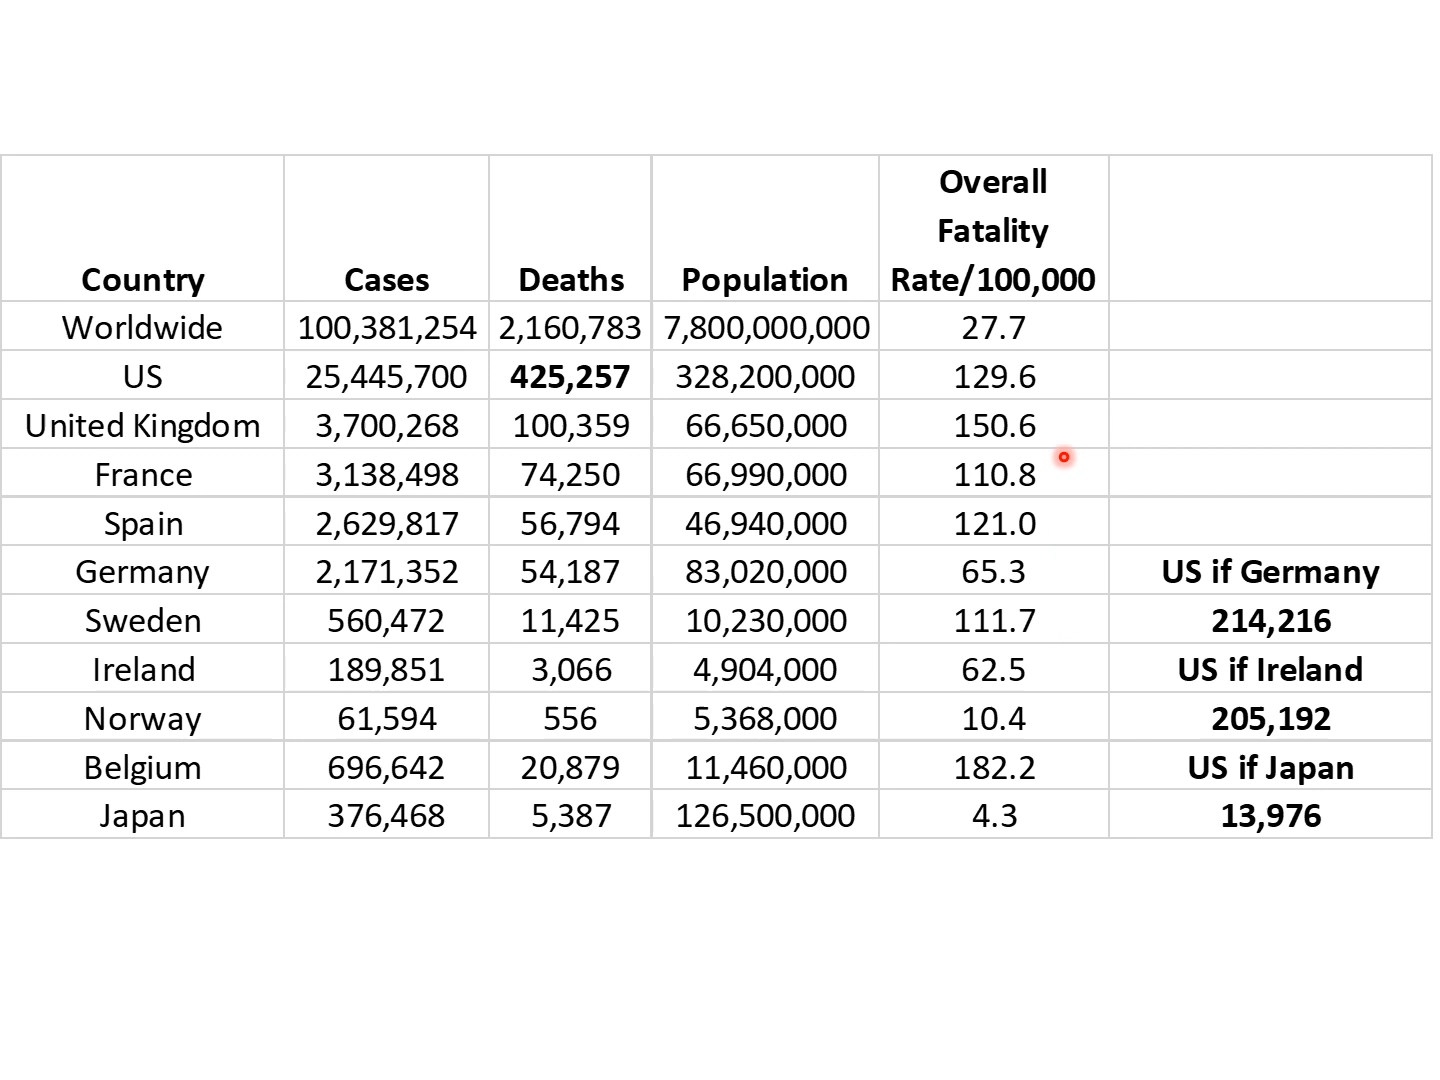 Overall
Fatality
Country Cases Deaths Population Rate/100,000
Worldwide 100,381,254 2,160,783 7,800,000,000 27.7
US 25,445,700 425,257 328,200,000 129.6
United Kingdom 3,700,268 100,359 66,650,000 150.6
France 3,138,498 74,250 66,990,000 110.8
Spain 2,629,817 56,794 46,940,000 121.0
Germany 2,171,352 54,187 83,020,000 65.3 US if Germany
Sweden 560,472 11,425 10,230,000 111.7 214,216
Ireland 189,851 3,066 4,904,000 62.5 US if Ireland
Norway 61,594 556 5,368,000 10.4 205,192
Belgium 696,642 20,879 11,460,000 182.2 US if Japan
Japan 376,468 5,387 126,500,000 4.3 13,976